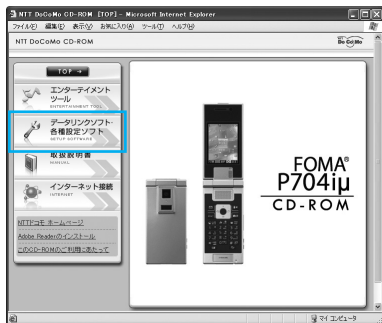 NTT DoCoMo CD-ROM [TOP] - Microsoft Internet Explorer
ファイル(F) 編集(E) 表示(V) お気に入り(A) ツール(T) ヘルプ(H)
NTT DoCoMo CD-ROM
DoCoMo
TOP
エンターテイメント
ツール
ENTERTAINMENT TOOL
データリンクソフト・
各種設定ソフト
SETUP SOFTWARE
取扱説明書
MANUAL
インターネット接続
INTERNET
NTTドコモ ホームページ
Adobe Readerのインストール
このCD-ROMのご利用にあたって
FOMA®
P704iμ
CD-ROM
マイ コンピュータ